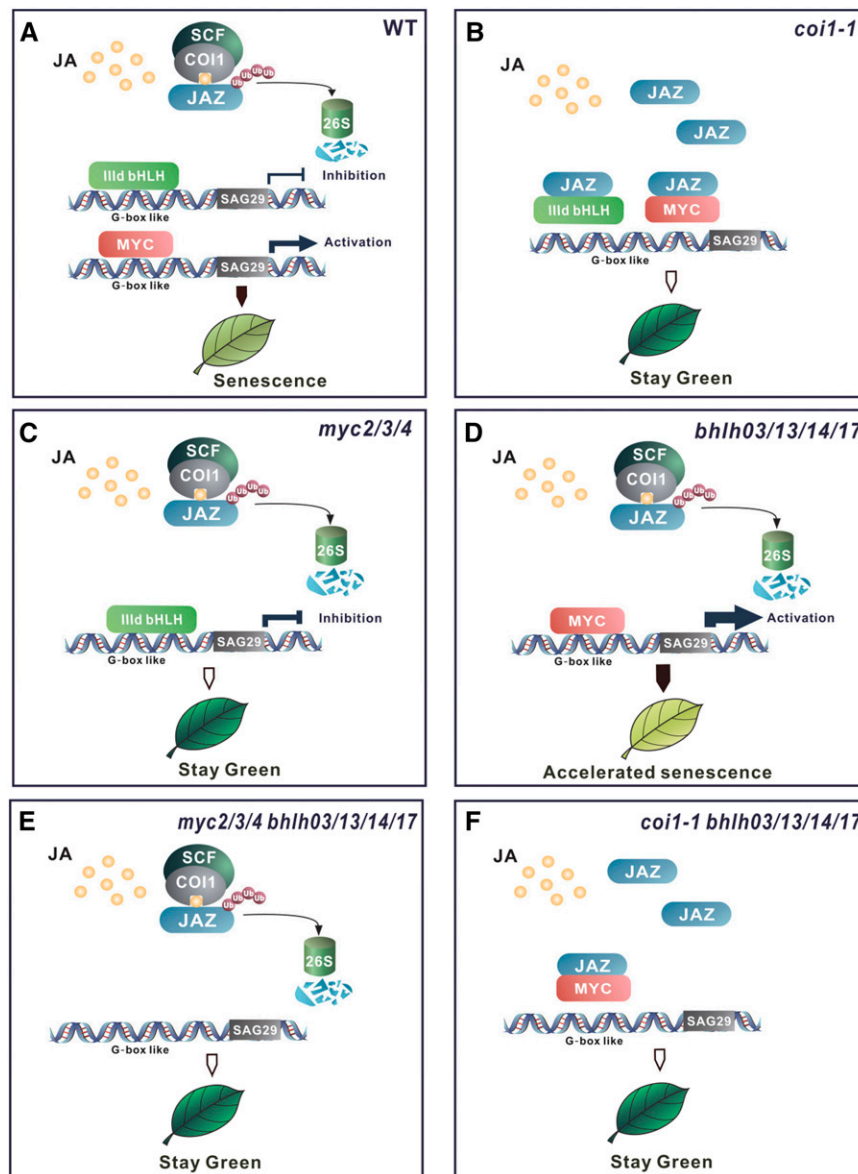 A
WT
JA
SCF
COI1
JAZ
Ub Ub Ub Ub
26S
IIId bHLH
SAG29
Inhibition
G-box like
MYC
SAG29
Activation
G-box like
Senescence
B
coi1-1
JA
JAZ
JAZ
JAZ
JAZ
IIId bHLH
MYC
SAG29
G-box like
Stay Green
C
myc2/3/4
JA
SCF
COI1
JAZ
Ub Ub Ub Ub
26S
IIId bHLH
SAG29
Inhibition
G-box like
Stay Green
D
bhlh03/13/14/17
JA
SCF
COI1
JAZ
Ub Ub Ub Ub
26S
MYC
SAG29
Activation
G-box like
Accelerated senescence
E
myc2/3/4 bhlh03/13/14/17
JA
SCF
COI1
JAZ
Ub Ub Ub Ub
26S
SAG29
G-box like
Stay Green
F
coi1-1 bhlh03/13/14/17
JA
JAZ
JAZ
JAZ
MYC
SAG29
G-box like
Stay Green